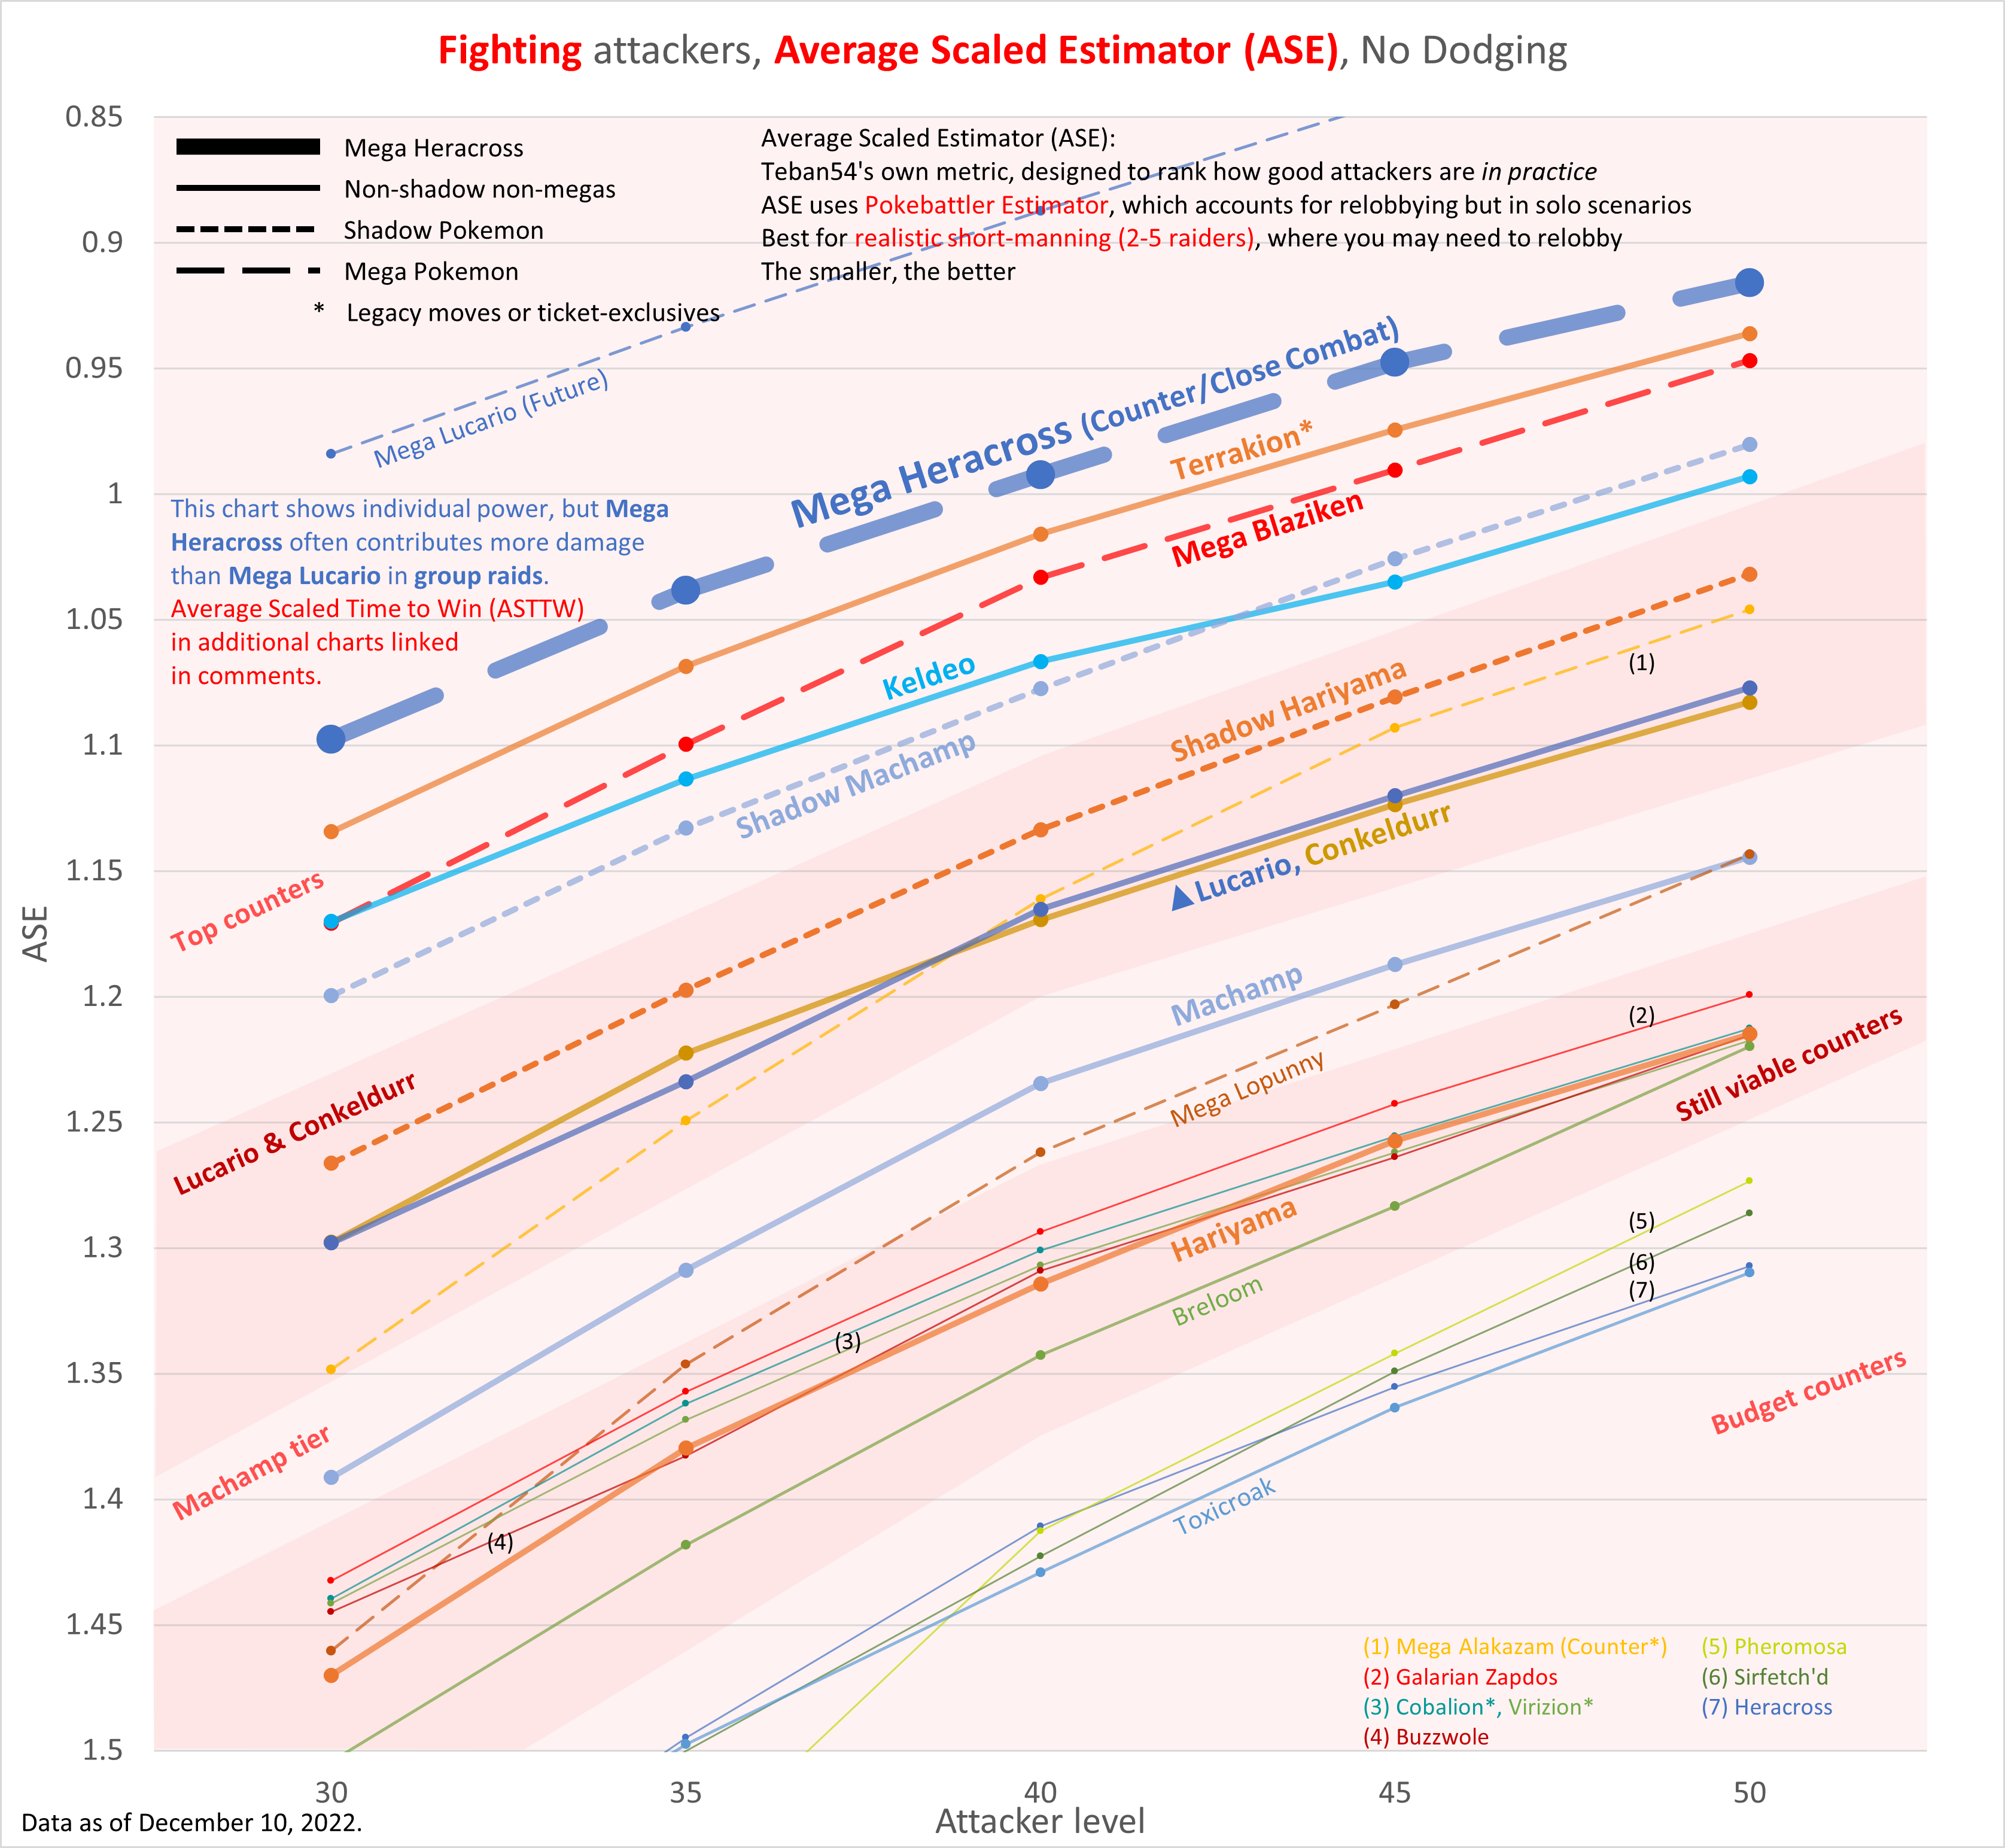 Fighting attackers, Average Scaled Estimator (ASE), No Dodging
0.85
0.9
0.95
1
1.05
1.1
1.15
1.2
1.25
1.3
1.35
1.4
1.45
1.5
ASE
Mega Heracross
Non-shadow non-megas
Shadow Pokemon
Mega Pokemon
* Legacy moves or ticket-exclusives
Average Scaled Estimator (ASE):
Teban54's own metric, designed to rank how good attackers are in practice
ASE uses Pokebattler Estimator, which accounts for relobbying but in solo scenarios
Best for realistic short-manning (2-5 raiders), where you may need to relobby
The smaller, the better
Mega Lucario (Future)
Mega Heracross (Counter/Close Combat)
Terrakion*
Mega Blaziken
This chart shows individual power, but Mega
Heracross often contributes more damage
than Mega Lucario in group raids.
Average Scaled Time to Win (ASTTW)
in additional charts linked
in comments.
Keldeo
Shadow Machamp
Shadow Hariyama
(1)
Lucario, Conkeldurr
Top counters
Machamp
Mega Lopunny
(2)
Still viable counters
Lucario & Conkeldurr
Hariyama
Breloom
(3)
(5)
(6)
(7)
Machamp tier
(4)
Toxicroak
Budget counters
(1) Mega Alakazam (Counter*)
(2) Galarian Zapdos
(3) Cobalion*, Virizion*
(4) Buzzwole
(5) Pheromosa
(6) Sirfetch'd
(7) Heracross
30
35
40
45
50
Attacker level
Data as of December 10, 2022.